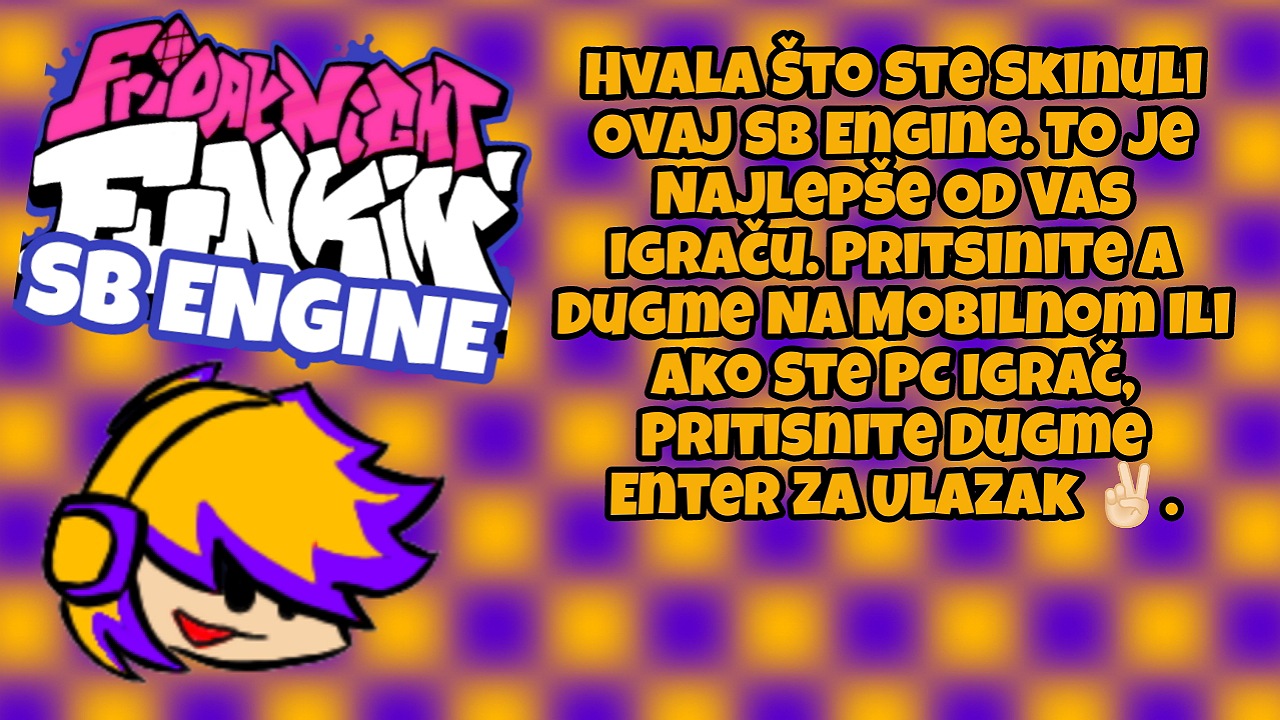 FRiDAY NiGHT
FUNKiN'
SB ENGINE
HVALA ŠTO STE SKINULI
OVAJ SB ENGINE. TO JE
NAJLEPŠE OD VAS
IGRAČU. PRITSINITE A
DUGME NA MOBILNOM ILI
AKO STE PC IGRAČ,
PRITISNITE DUGME
ENTER ZA ULAZAK ✌🏻.